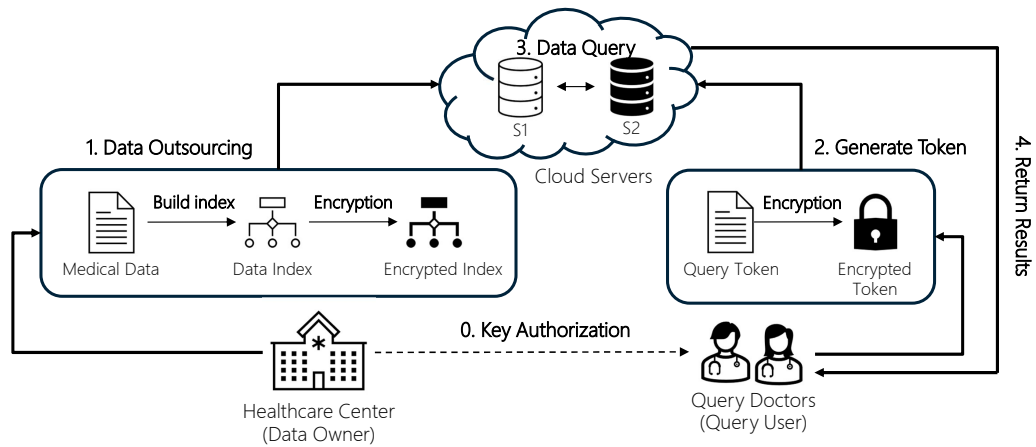 3. Data Query
S1
S2
Cloud Servers
1. Data Outsourcing
2. Generate Token
4. Return Results
Build index
Encryption
Medical Data
Data Index
Encrypted Index
Encryption
Query Token
Encrypted
Token
0. Key Authorization
Healthcare Center
(Data Owner)
Query Doctors
(Query User)